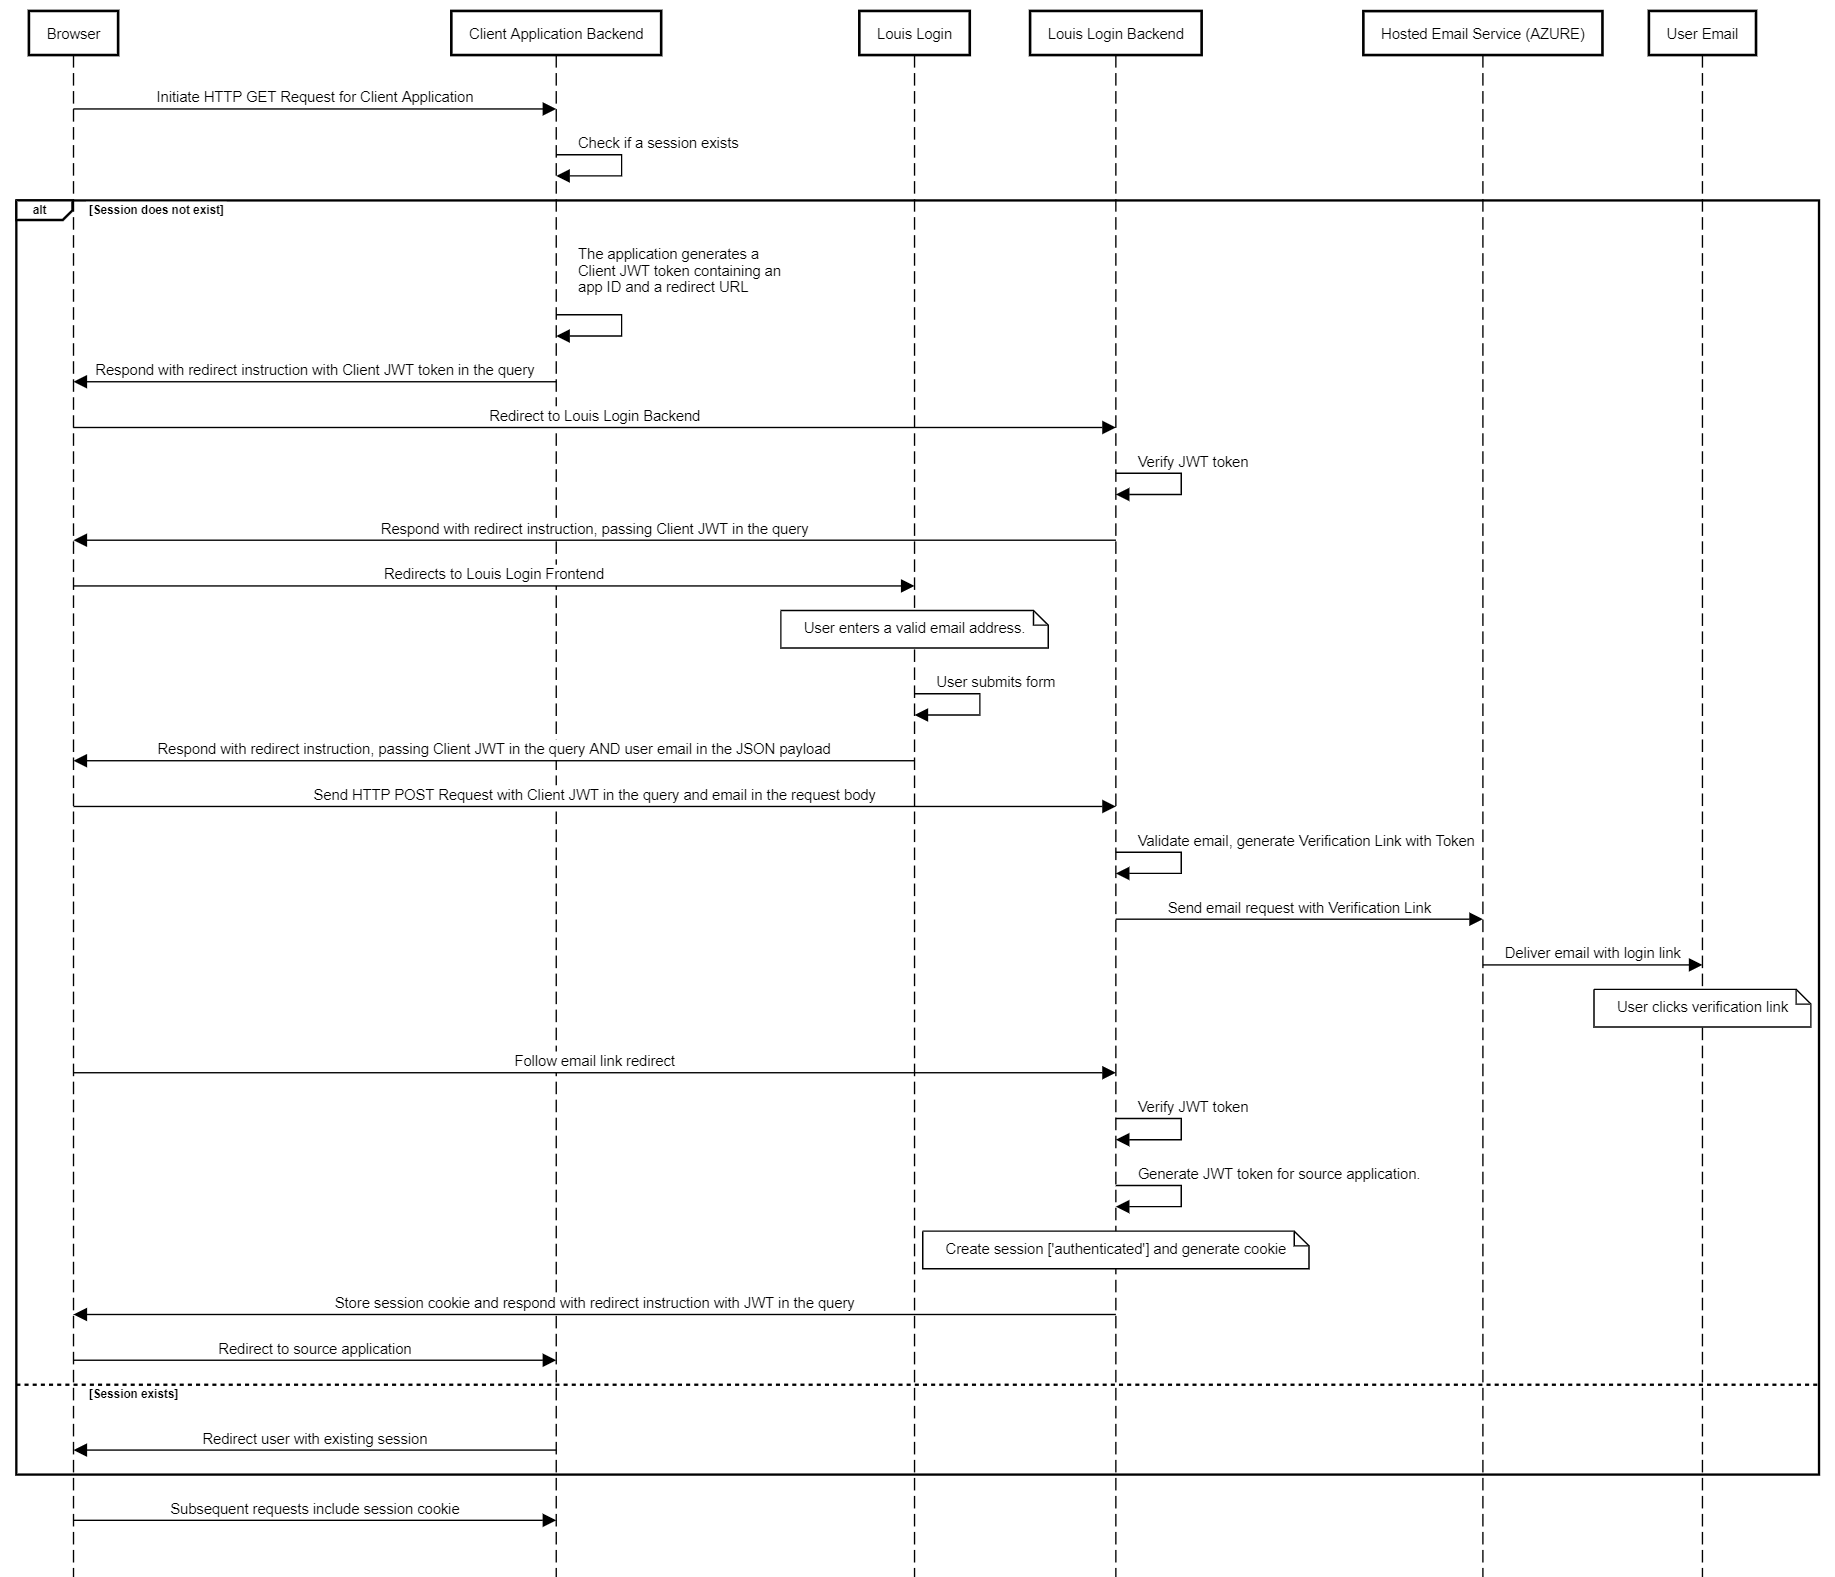 Browser
Client Application Backend
Louis Login
Louis Login Backend
Hosted Email Service (AZURE)
User Email
Initiate HTTP GET Request for Client Application
Check if a session exists
alt
[Session does not exist]
The application generates a
Client JWT token containing an
app ID and a redirect URL
Respond with redirect instruction with Client JWT token in the query
Redirect to Louis Login Backend
Verify JWT token
Respond with redirect instruction, passing Client JWT in the query
Redirects to Louis Login Frontend
User enters a valid email address.
User submits form
Respond with redirect instruction, passing Client JWT in the query AND user email in the JSON payload
Send HTTP POST Request with Client JWT in the query and email in the request body
Validate email, generate Verification Link with Token
Send email request with Verification Link
Deliver email with login link
User clicks verification link
Follow email link redirect
Verify JWT token
Generate JWT token for source application.
Create session ['authenticated'] and generate cookie
Store session cookie and respond with redirect instruction with JWT in the query
Redirect to source application
[Session exists]
Redirect user with existing session
Subsequent requests include session cookie